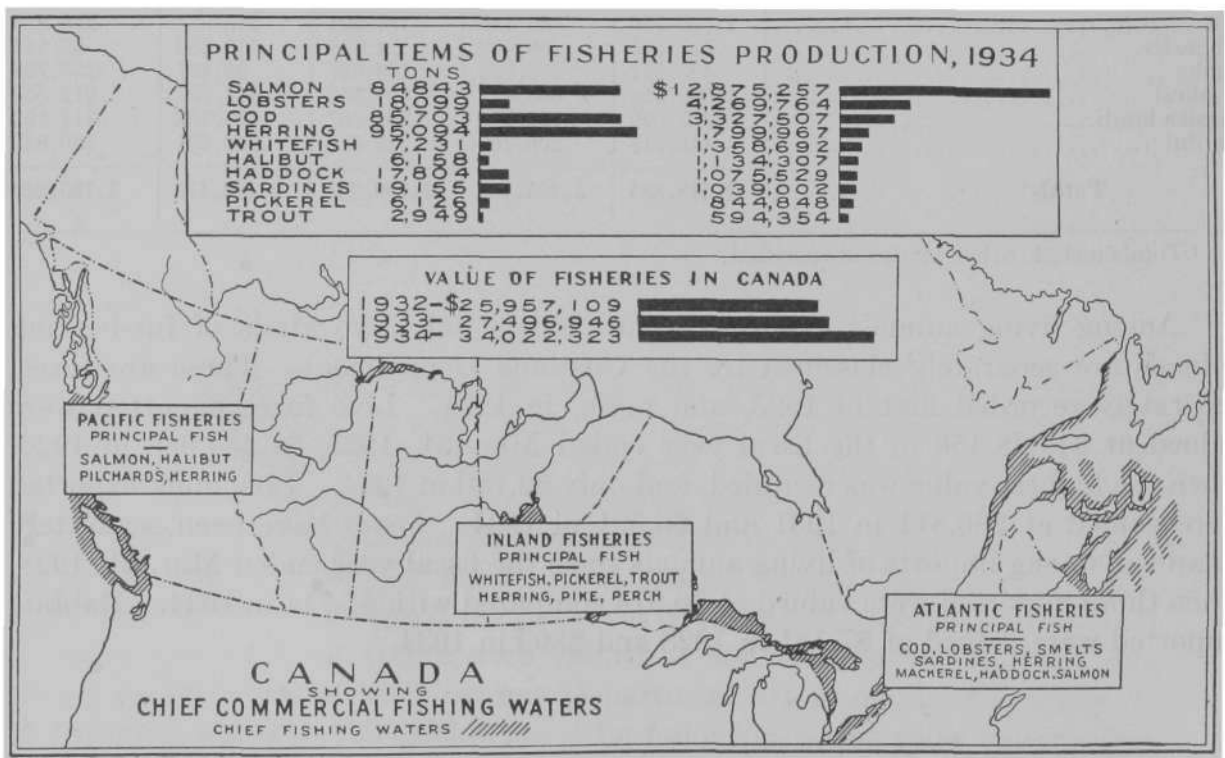 PRINCIPAL ITEMS OF FISHERIES PRODUCTION, 1934
TONS
SALMON 84843 $12,875,257
LOBSTERS 18,099 4,269,764
COD 85,703 3,327,507
HERRING 95,094 1,799,967
WHITEFISH 7,231 1,358,692
HALIBUT 6,158 1,134,307
HADDOCK 17,804 1,075,529
SARDINES 19,155 1,039,002
PICKEREL 6,126 844,848
TROUT 2,949 594,354
VALUE OF FISHERIES IN CANADA
1932-$25,957,109
1933- 27,496,946
1934- 34,022,323
PACIFIC FISHERIES
PRINCIPAL FISH
SALMON, HALIBUT
PILCHARDS, HERRING
INLAND FISHERIES
PRINCIPAL FISH
WHITEFISH, PICKEREL, TROUT
HERRING, PIKE, PERCH
ATLANTIC FISHERIES
PRINCIPAL FISH
COD, LOBSTERS, SMELTS
SARDINES, HERRING
MACKEREL, HADDOCK, SALMON
CANADA
SHOWING
CHIEF COMMERCIAL FISHING WATERS
CHIEF FISHING WATERS